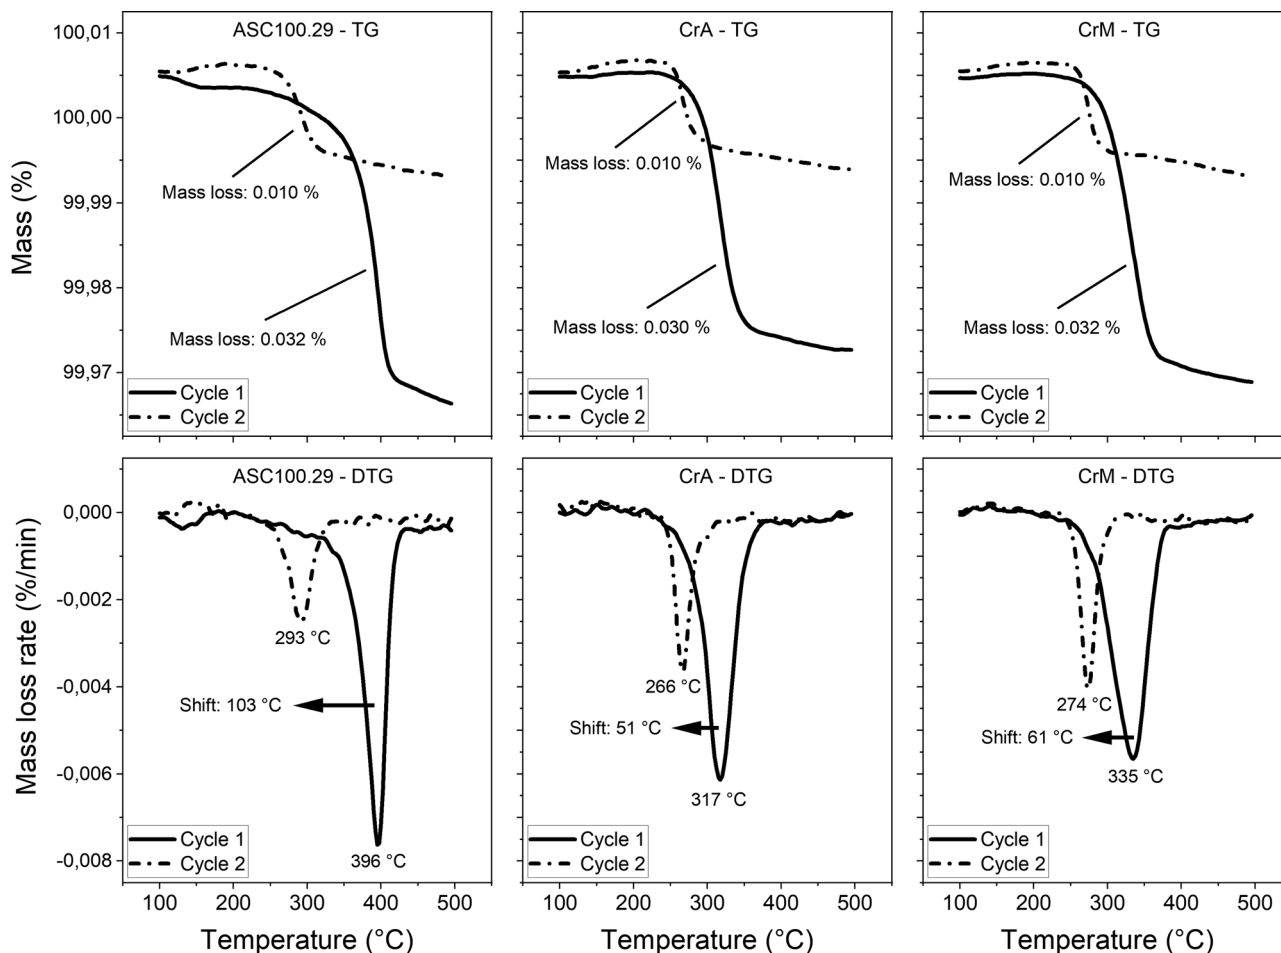 ASC100.29 - TG
CrA - TG
CrM - TG
100,01
100,00
99,99
99,98
99,97
Mass (%)
Mass loss: 0.010 %
Mass loss: 0.032 %
Cycle 1
Cycle 2
Mass loss: 0.010 %
Mass loss: 0.030 %
Cycle 1
Cycle 2
Mass loss: 0.010 %
Mass loss: 0.032 %
Cycle 1
Cycle 2
ASC100.29 - DTG
CrA - DTG
CrM - DTG
0,000
-0,002
-0,004
-0,006
-0,008
Mass loss rate (%/min)
293 °C
Shift: 103 °C
396 °C
Cycle 1
Cycle 2
266 °C
Shift: 51 °C
317 °C
Cycle 1
Cycle 2
274 °C
Shift: 61 °C
335 °C
Cycle 1
Cycle 2
100 200 300 400 500
100 200 300 400 500
100 200 300 400 500
Temperature (°C)
Temperature (°C)
Temperature (°C)